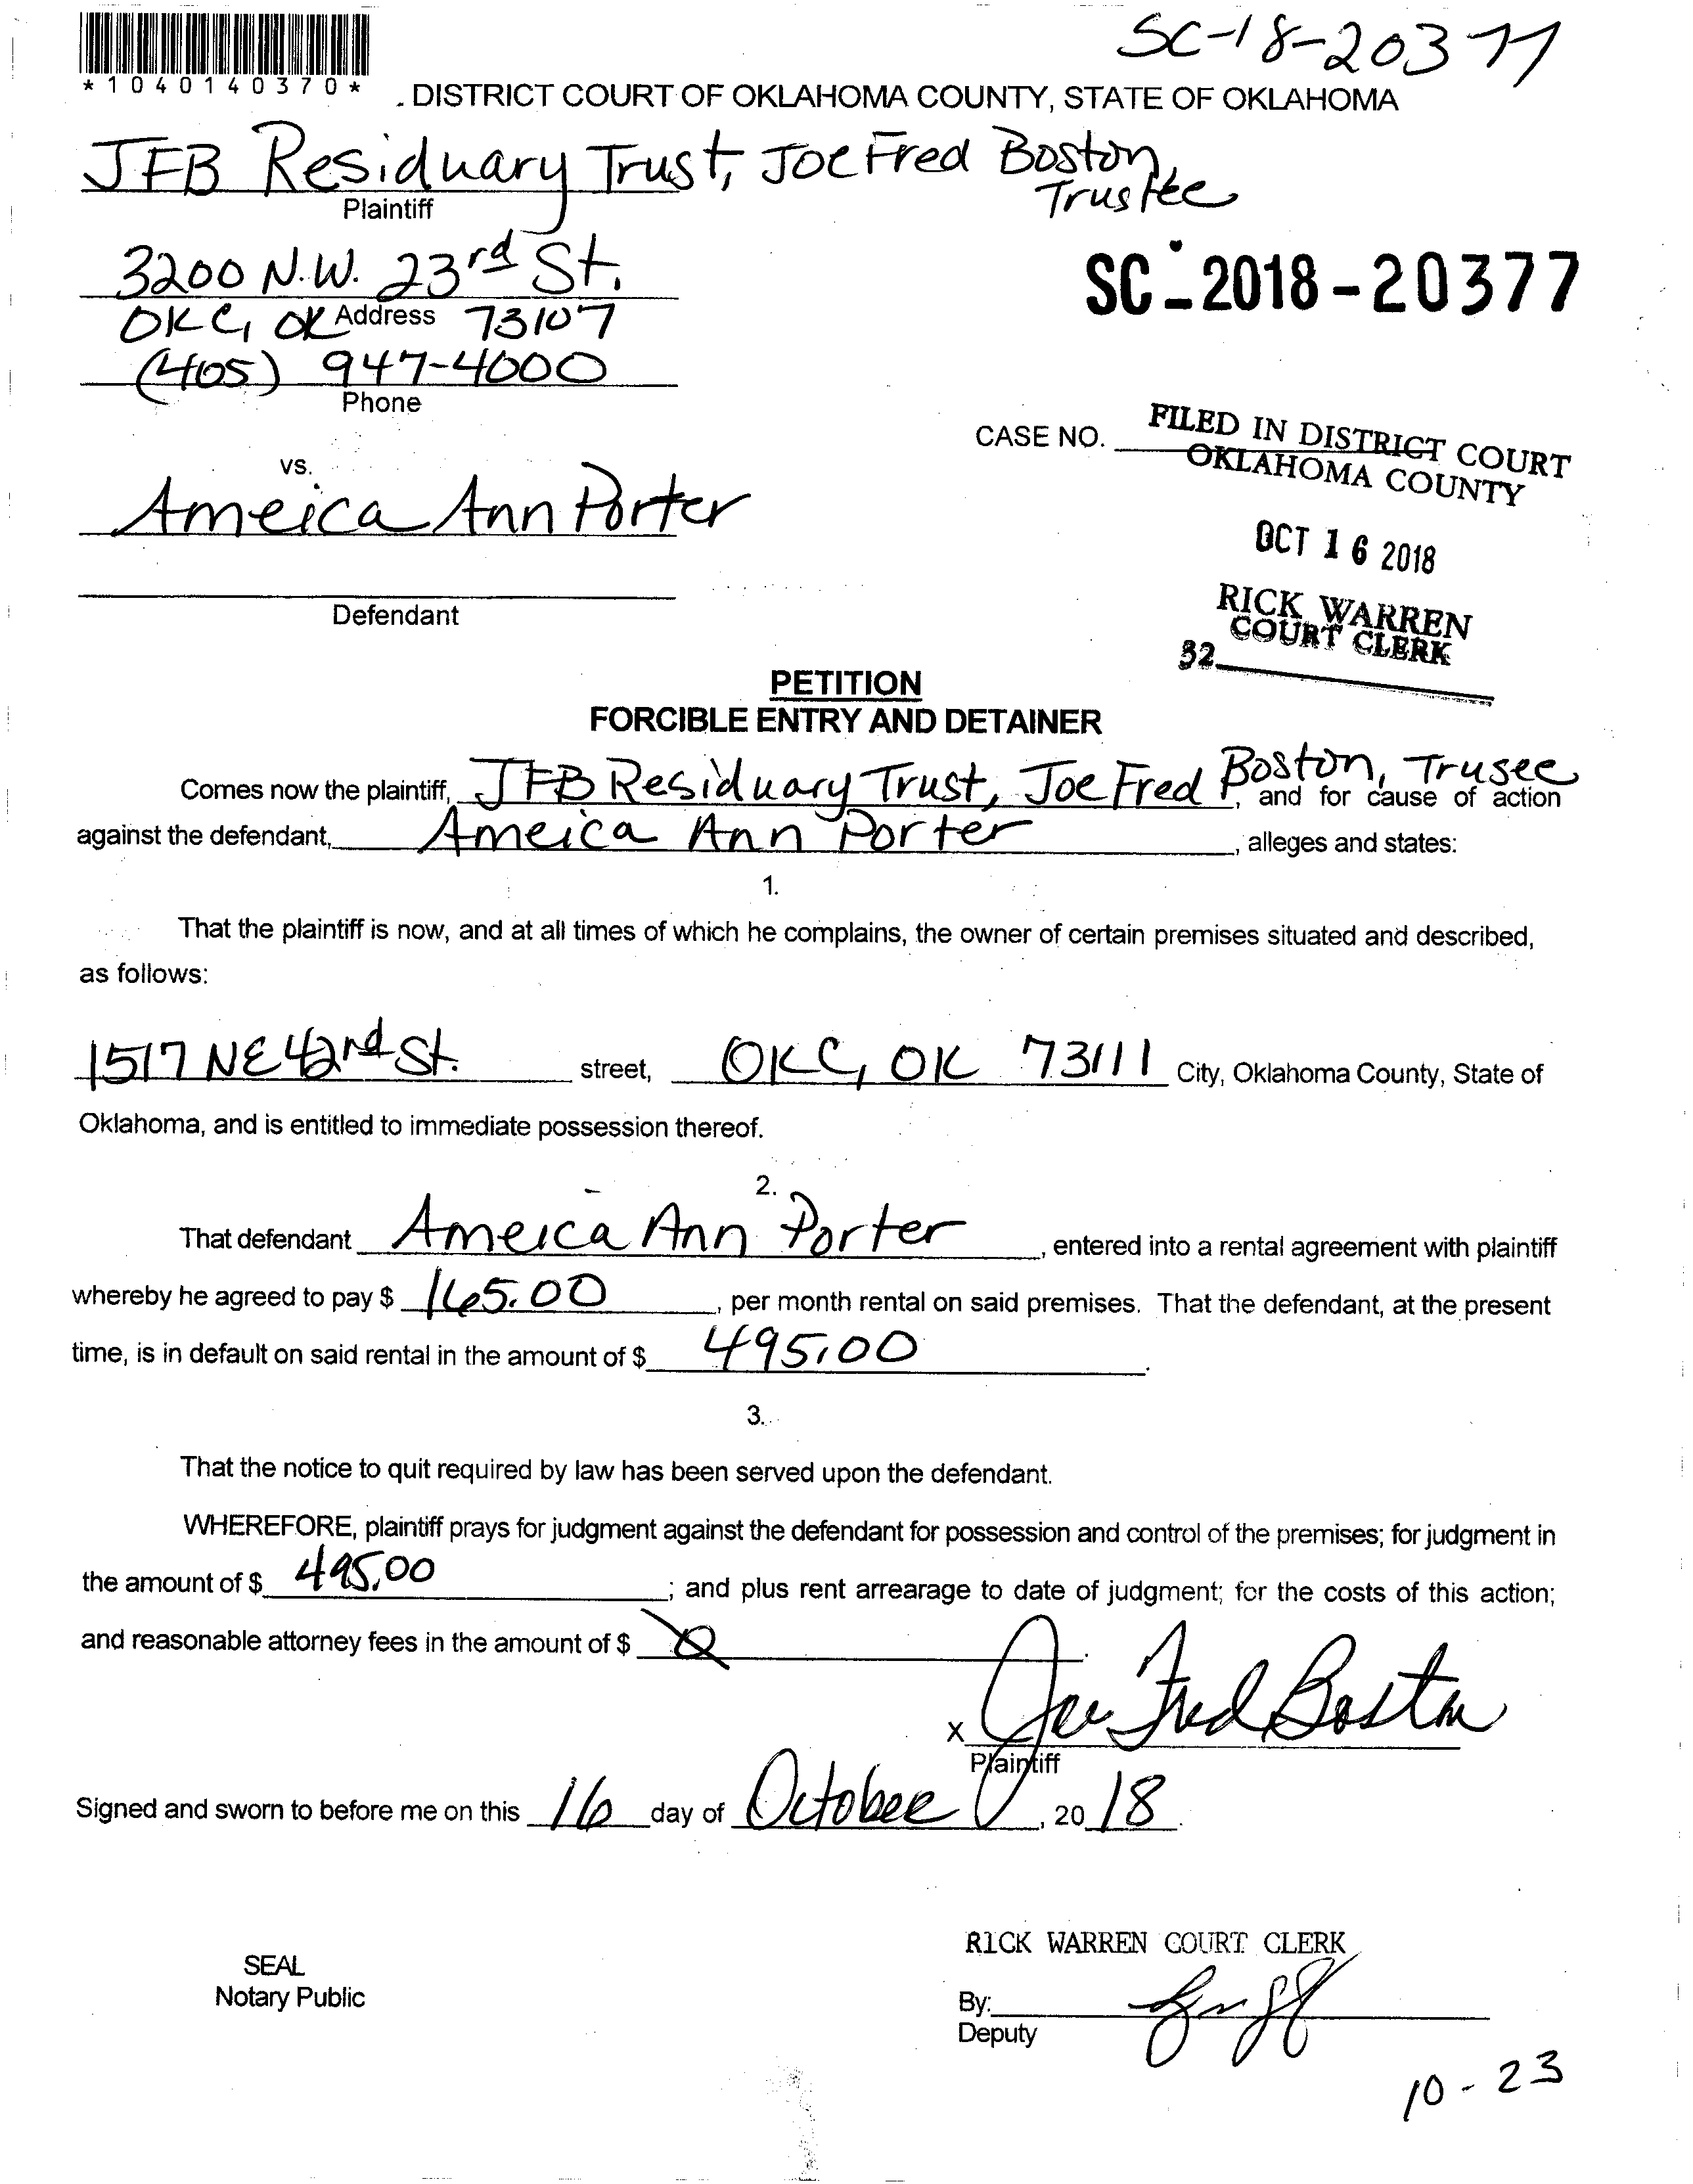 SC-18-20377
*1040140370*
DISTRICT COURT OF OKLAHOMA COUNTY, STATE OF OKLAHOMA
JFB Residuary Trust, Joe Fred Boston,
Trustee
Plaintiff
3200 N.W. 23rd St.
SC-2018-20377
OKC, OK Address 73107
(405) 947-4000
Phone
CASE NO.
FILED IN DISTRICT COURT
OKLAHOMA COUNTY
vs.
Ameica Ann Porter
OCT 16 2018
Defendant
RICK WARREN
COURT CLERK
32
PETITION
FORCIBLE ENTRY AND DETAINER
Comes now the plaintiff, JFB Residuary Trust, Joe Fred Boston, Trusee, and for cause of action
against the defendant, Ameica Ann Porter, alleges and states:
1.
That the plaintiff is now, and at all times of which he complains, the owner of certain premises situated and described,
as follows:
1517 NE 42nd St. street, OKC, OK 73111 City, Oklahoma County, State of
Oklahoma, and is entitled to immediate possession thereof.
2.
That defendant Ameica Ann Porter, entered into a rental agreement with plaintiff
whereby he agreed to pay $ 165.00, per month rental on said premises. That the defendant, at the present
time, is in default on said rental in the amount of $ 495.00.
3.
That the notice to quit required by law has been served upon the defendant.
WHEREFORE, plaintiff prays for judgment against the defendant for possession and control of the premises; for judgment in
the amount of $ 495.00; and plus rent arrearage to date of judgment; for the costs of this action;
and reasonable attorney fees in the amount of $ 0.
X Joe Fred Boston
Plaintiff
Signed and sworn to before me on this 16 day of October, 2018.
RICK WARREN COURT CLERK
SEAL
Notary Public
By:
Deputy
10-23